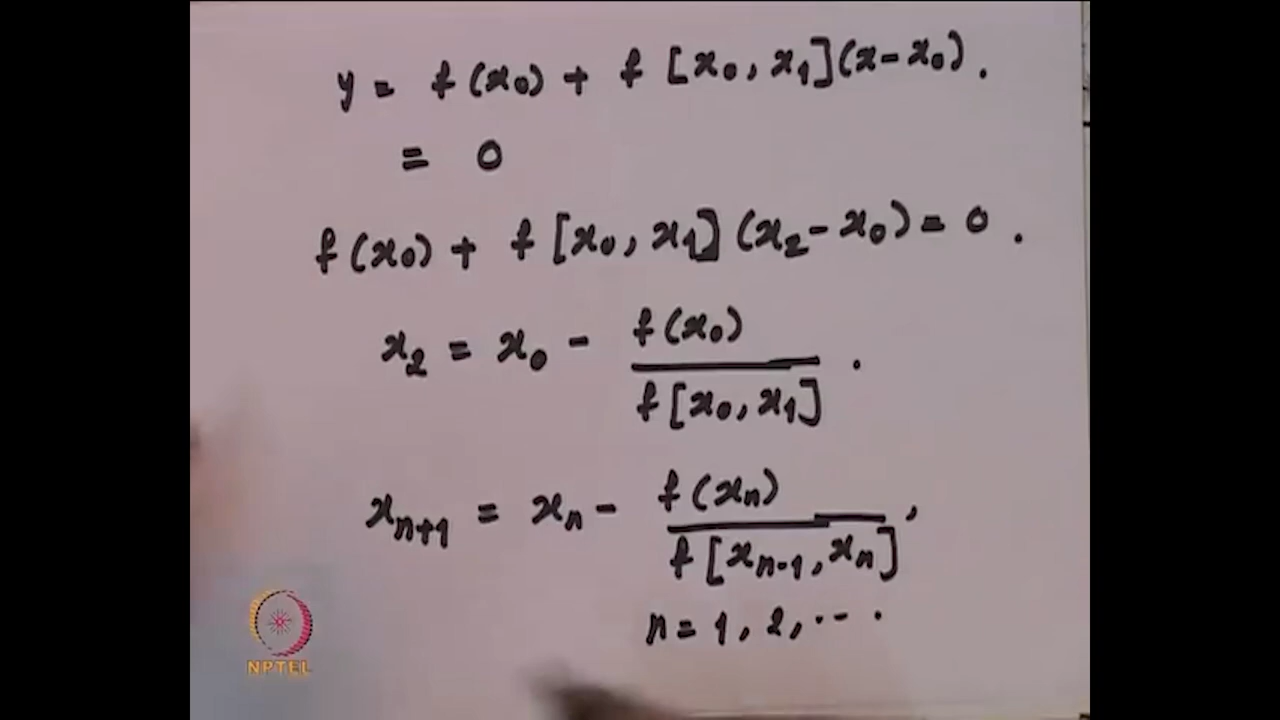 y = f(x₀) + f[x₀, x₁](x - x₀).
= 0
f(x₀) + f[x₀, x₁](x₂ - x₀) = 0.
x₂ = x₀ - f(x₀) / f[x₀, x₁].
xₙ₊₁ = xₙ - f(xₙ) / f[xₙ₋₁, xₙ],
n = 1, 2, ....
NPTEL